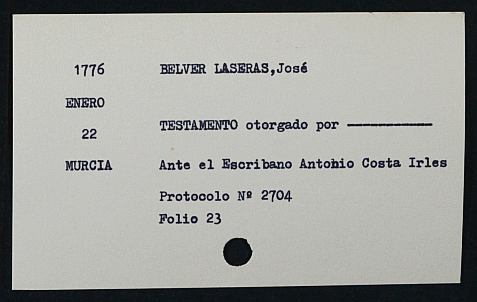 1776 BELVER LASERAS,José
ENERO
22 TESTAMENTO otorgado por ----------
MURCIA Ante el Escribano Antonio Costa Irles
Protocolo Nº 2704
Folio 23